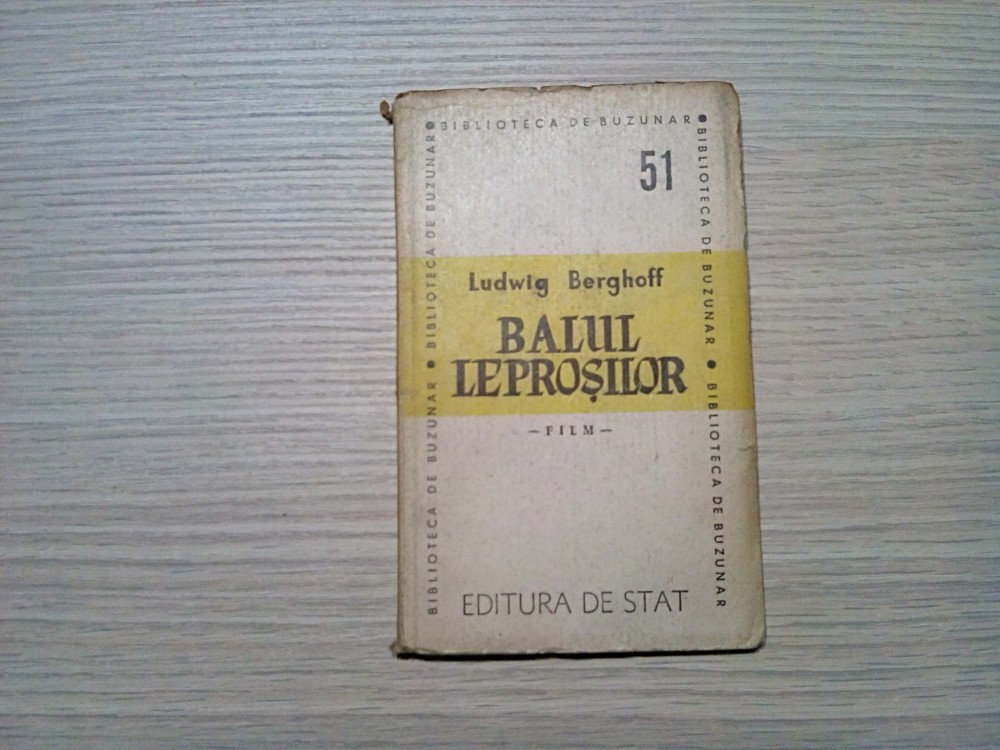 BIBLIOTECA DE BUZUNAR
51
Ludwig Berghoff
BALUL
LEPROȘILOR
— FILM —
EDITURA DE STAT
BIBLIOTECA DE BUZUNAR ● BIBLIOTECA DE BUZUNAR ●
● BIBLIOTECA DE BUZUNAR ● BIBLIOTECA DE BUZUNAR